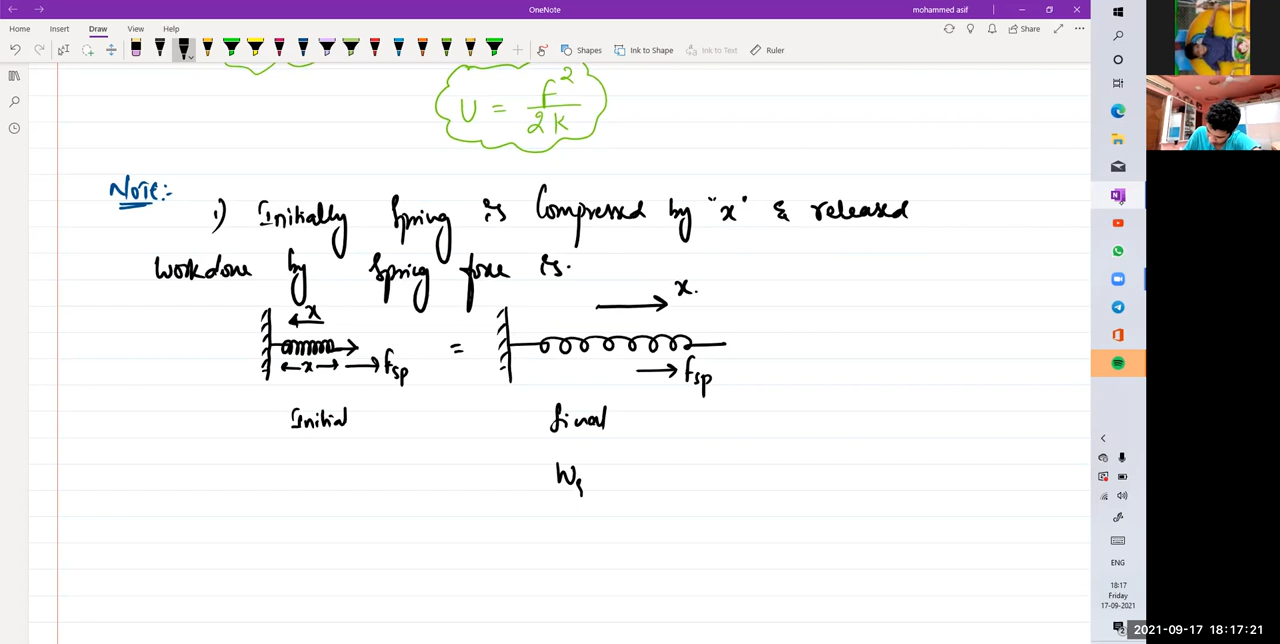 OneNote
mohammed asif
Home Insert Draw View Help
Share
Shapes Ink to Shape Ink to Text Ruler
U = F²/2K
Note:-
1) Initially Spring is Compressed by "x" & released
workdone by Spring force is.
x
x.
x
fsp
=
fsp
Initial
final
Ws
ENG
18:17
Friday
17-09-2021
2021-09-17 18:17:21